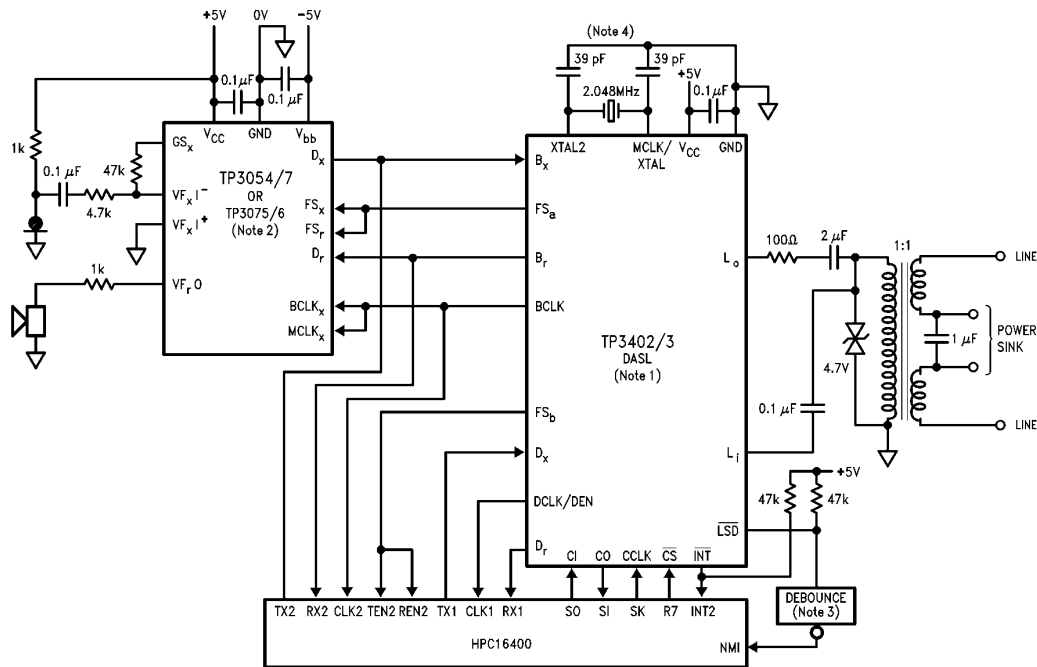 +5V 0V −5V
(Note 4)
39 pF 39 pF
+5V
0.1 μF 0.1 μF
2.048MHz 0.1 μF
VCC GND Vbb
XTAL2 MCLK/XTAL VCC GND
1k
GSx
47k
0.1 μF
4.7k
VFxI−
VFxI+
VFrO
1k
TP3054/7
OR
TP3075/6
(Note 2)
Dx
FSx
FSr
Dr
BCLKx
MCLKx
Bx
FSa
Br
BCLK
TP3402/3
DASL
(Note 1)
FSb
Dx
DCLK/DEN
Dr
Lo
Li
LSD
100Ω 2 μF
1:1
LINE
4.7V
0.1 μF
1 μF
POWER
SINK
LINE
+5V
47k 47k
CI CO CCLK CS INT
DEBOUNCE
(Note 3)
TX2 RX2 CLK2 TEN2 REN2 TX1 CLK1 RX1 SO SI SK R7 INT2
HPC16400
NMI